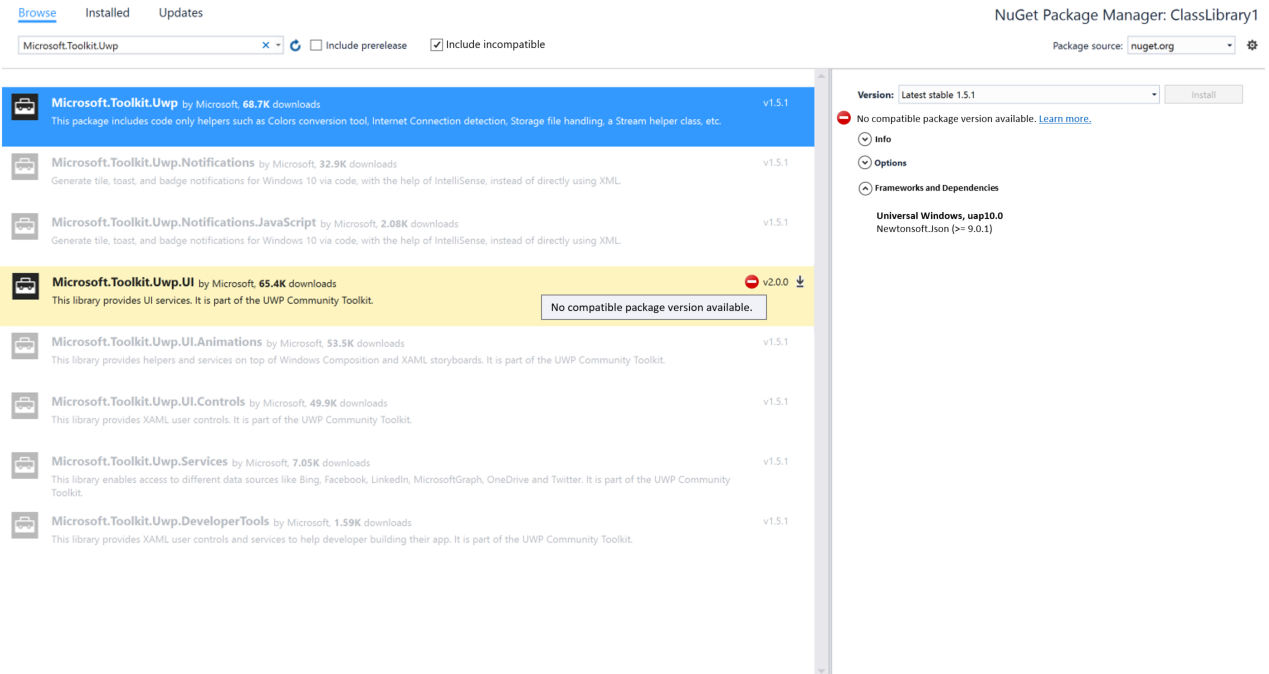 Browse Installed Updates
NuGet Package Manager: ClassLibrary1
Microsoft.Toolkit.Uwp
Include prerelease
Include incompatible
Package source: nuget.org
Microsoft.Toolkit.Uwp by Microsoft, 68.7K downloads v1.5.1
This package includes code only helpers such as Colors conversion tool, Internet Connection detection, Storage file handling, a Stream helper class, etc.
Microsoft.Toolkit.Uwp.Notifications by Microsoft, 32.9K downloads v1.5.1
Generate tile, toast, and badge notifications for Windows 10 via code, with the help of IntelliSense, instead of directly using XML.
Microsoft.Toolkit.Uwp.Notifications.JavaScript by Microsoft, 2.08K downloads v1.5.1
Generate tile, toast, and badge notifications for Windows 10 via code, with the help of IntelliSense, instead of directly using XML.
Microsoft.Toolkit.Uwp.UI by Microsoft, 65.4K downloads v2.0.0
This library provides UI services. It is part of the UWP Community Toolkit.
No compatible package version available.
Microsoft.Toolkit.Uwp.UI.Animations by Microsoft, 53.5K downloads v1.5.1
This library provides helpers and services on top of Windows Composition and XAML storyboards. It is part of the UWP Community Toolkit.
Microsoft.Toolkit.Uwp.UI.Controls by Microsoft, 49.9K downloads v1.5.1
This library provides XAML user controls. It is part of the UWP Community Toolkit.
Microsoft.Toolkit.Uwp.Services by Microsoft, 7.05K downloads v1.5.1
This library enables access to different data sources like Bing, Facebook, LinkedIn, MicrosoftGraph, OneDrive and Twitter. It is part of the UWP Community
Toolkit.
Microsoft.Toolkit.Uwp.DeveloperTools by Microsoft, 1.59K downloads v1.5.1
This library provides XAML user controls and services to help developer building their app. It is part of the UWP Community Toolkit.
Version: Latest stable 1.5.1 Install
No compatible package version available. Learn more.
Info
Options
Frameworks and Dependencies
Universal Windows, uap10.0
Newtonsoft.Json (>= 9.0.1)